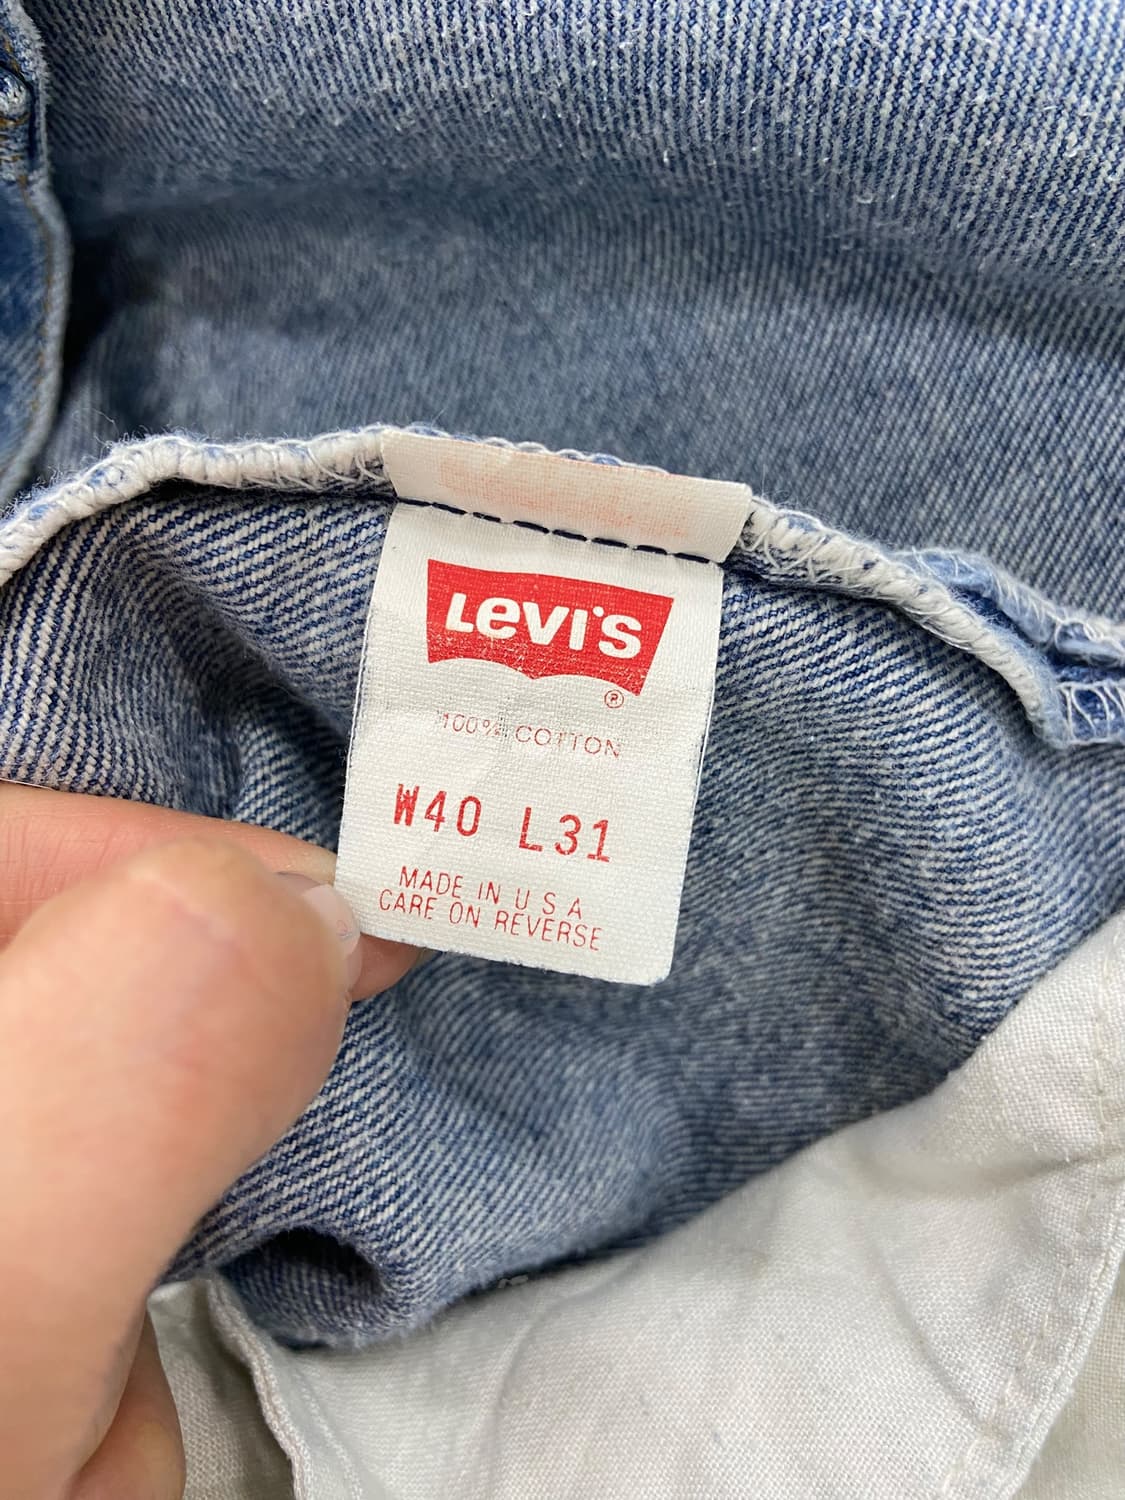 Levi's
®
100% COTTON
W40 L31
MADE IN U S A
CARE ON REVERSE